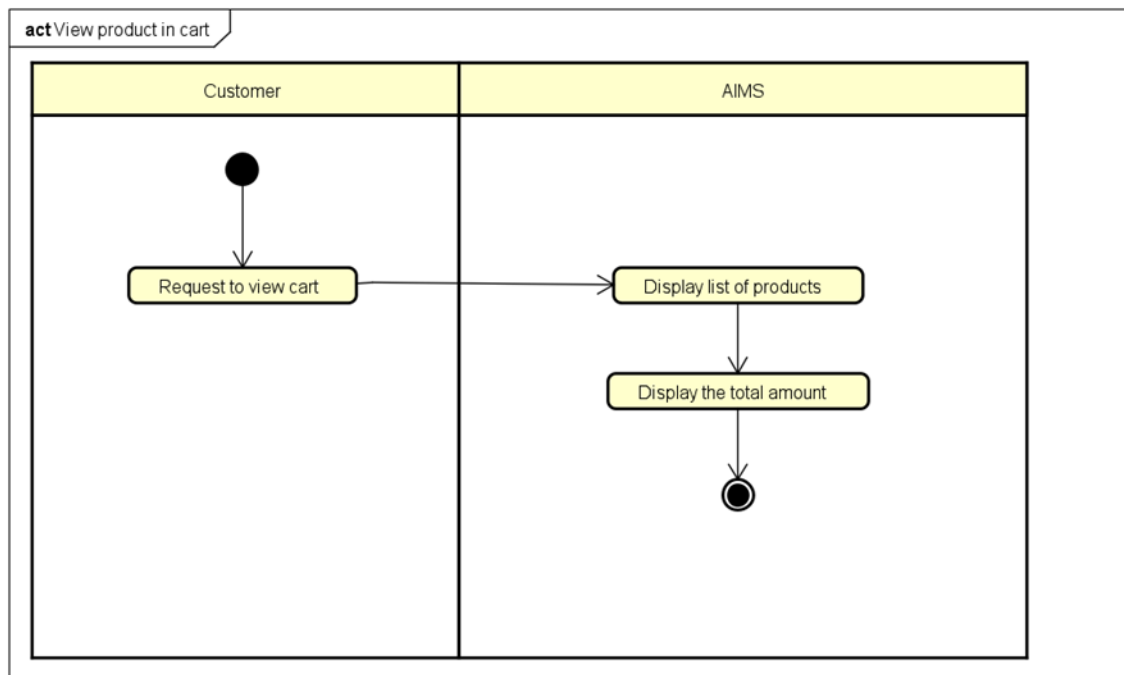 act View product in cart
Customer
AIMS
Request to view cart
Display list of products
Display the total amount